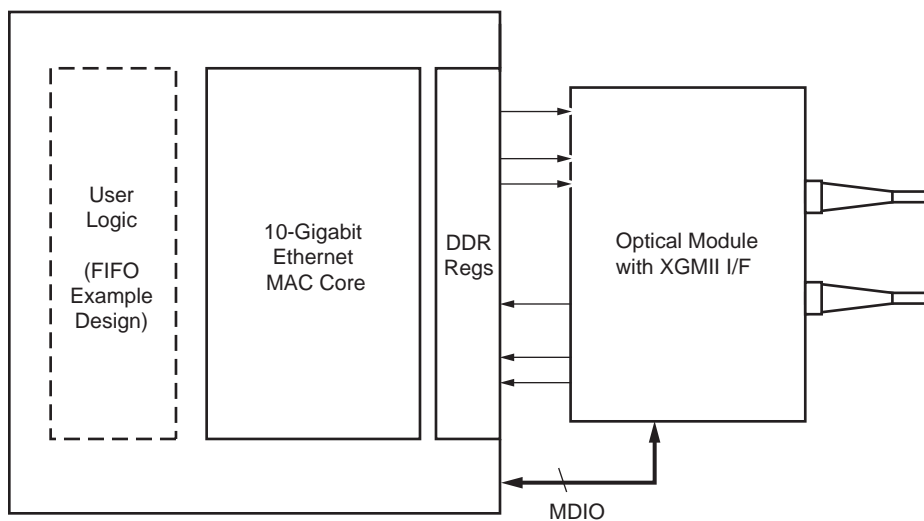 User
Logic
(FIFO
Example
Design)
10-Gigabit
Ethernet
MAC Core
DDR
Regs
Optical Module
with XGMII I/F
MDIO